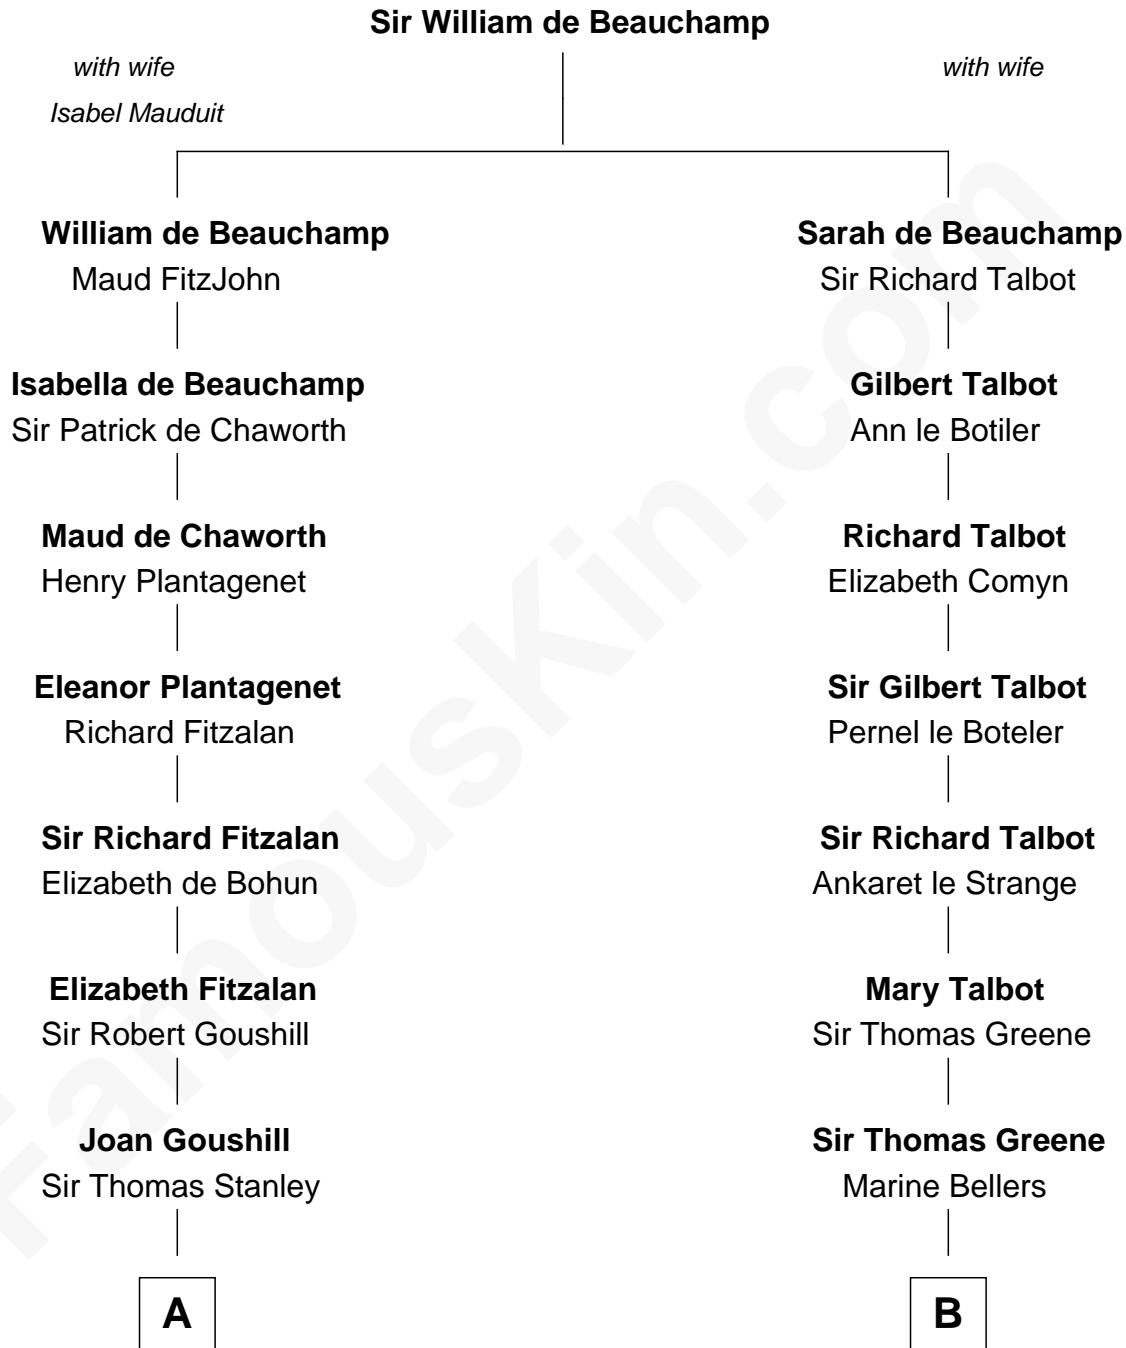 Sir William de Beauchamp
with wife
Isabel Mauduit
with wife
William de Beauchamp
Maud FitzJohn
Sarah de Beauchamp
Sir Richard Talbot
Isabella de Beauchamp
Sir Patrick de Chaworth
Gilbert Talbot
Ann le Botiler
Maud de Chaworth
Henry Plantagenet
Richard Talbot
Elizabeth Comyn
Eleanor Plantagenet
Richard Fitzalan
Sir Gilbert Talbot
Pernel le Boteler
Sir Richard Fitzalan
Elizabeth de Bohun
Sir Richard Talbot
Ankaret le Strange
Elizabeth Fitzalan
Sir Robert Goushill
Mary Talbot
Sir Thomas Greene
Joan Goushill
Sir Thomas Stanley
Sir Thomas Greene
Marine Bellers
A
B
FamousKin.com